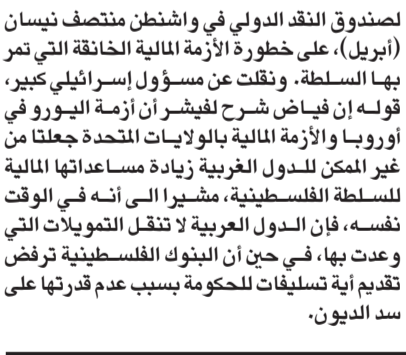 لصندوق النقد الدولي في واشنطن منتصف نيسان
(أبريل)، على خطورة الأزمة المالية الخانقة التي تمر
بها السلطة. ونقلت عن مسؤول إسرائيلي كبير،
قوله إن فياض شرح لفيشر أن أزمة اليورو في
أوروبا والأزمة المالية بالولايات المتحدة جعلتا من
غير الممكن للدول الغربية زيادة مساعداتها المالية
للسلطة الفلسطينية، مشيرا الى أنه في الوقت
نفسه، فإن الدول العربية لا تنقل التمويلات التي
وعدت بها، في حين أن البنوك الفلسطينية ترفض
تقديم أية تسليفات للحكومة بسبب عدم قدرتها على
سد الديون.